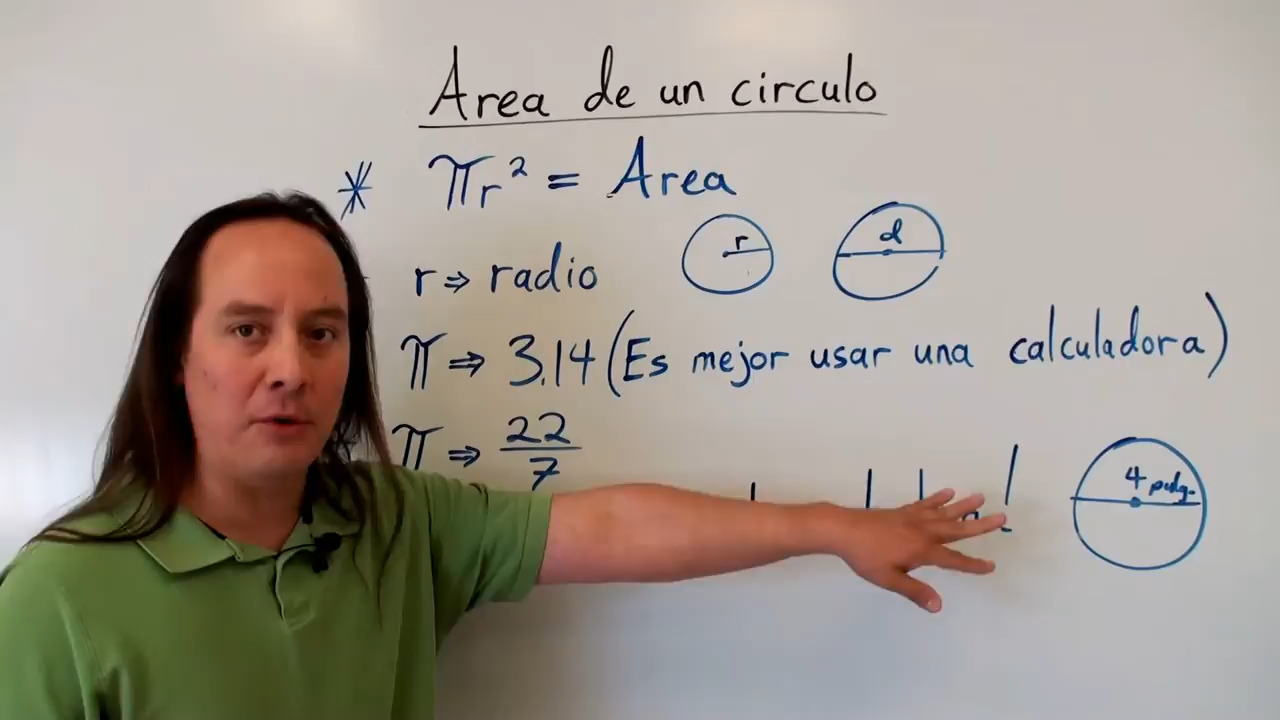 Area de un circulo
* πr² = Area
r ⇒ radio
r
d
π ⇒ 3.14 (Es mejor usar una calculadora)
* π ⇒ 22/7
4 pulg.